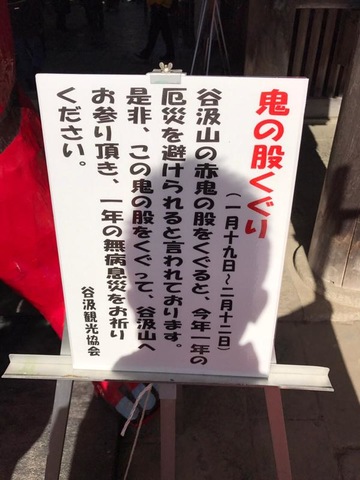 鬼の股くぐり
(一月十九日～二月十二日)
谷汲山の赤鬼の股をくぐると、今年一年の
厄災を避けられると言われております。
是非、この鬼の股をくぐって、谷汲山へ
お参り頂き、一年の無病息災をお祈り
ください。
谷汲観光協会